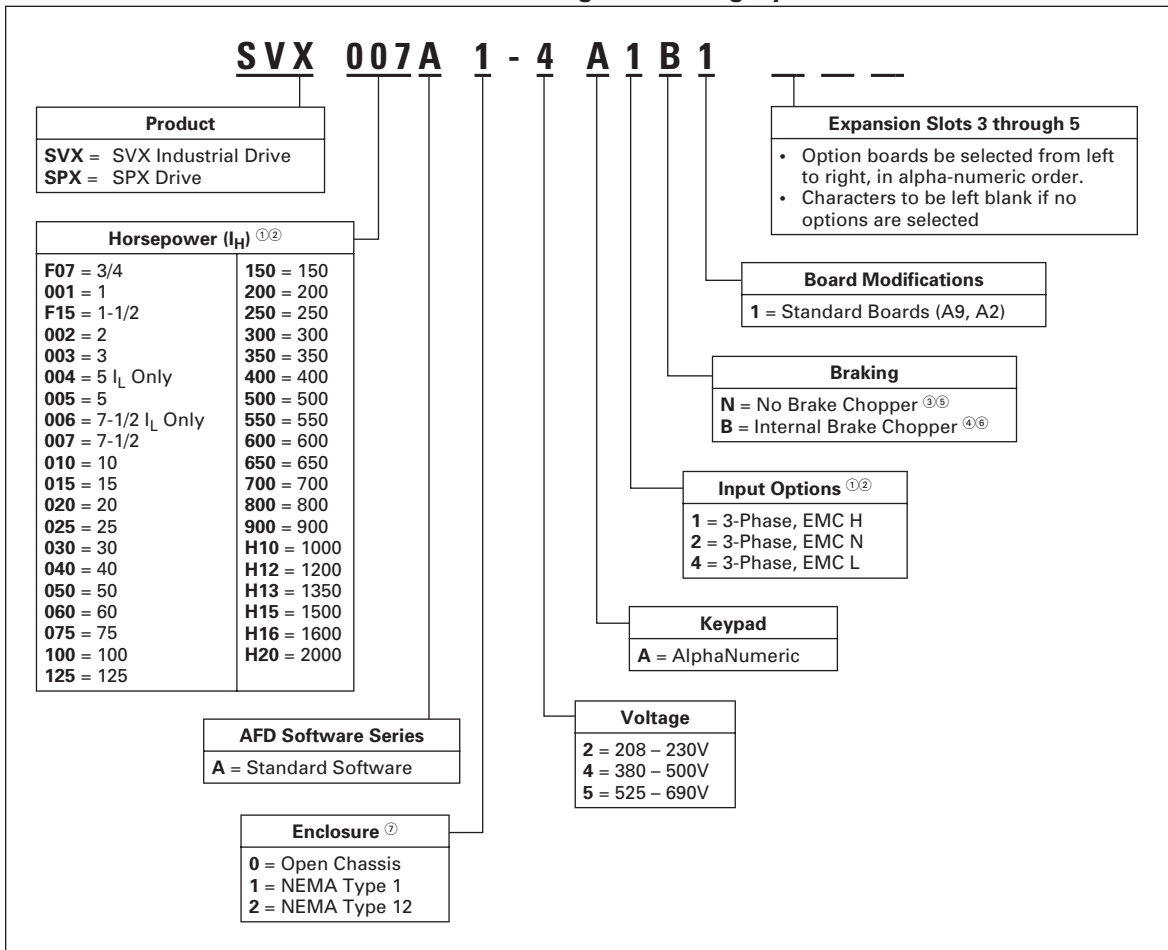 SVX 007A 1 - 4 A 1 B 1 __ __ __
Product
SVX = SVX Industrial Drive
SPX = SPX Drive
Expansion Slots 3 through 5
• Option boards be selected from left
to right, in alpha-numeric order.
• Characters to be left blank if no
options are selected
Horsepower (IH) ①②
F07 = 3/4
001 = 1
F15 = 1-1/2
002 = 2
003 = 3
004 = 5 IL Only
005 = 5
006 = 7-1/2 IL Only
007 = 7-1/2
010 = 10
015 = 15
020 = 20
025 = 25
030 = 30
040 = 40
050 = 50
060 = 60
075 = 75
100 = 100
125 = 125
150 = 150
200 = 200
250 = 250
300 = 300
350 = 350
400 = 400
500 = 500
550 = 550
600 = 600
650 = 650
700 = 700
800 = 800
900 = 900
H10 = 1000
H12 = 1200
H13 = 1350
H15 = 1500
H16 = 1600
H20 = 2000
Board Modifications
1 = Standard Boards (A9, A2)
Braking
N = No Brake Chopper ③⑤
B = Internal Brake Chopper ④⑥
Input Options ①②
1 = 3-Phase, EMC H
2 = 3-Phase, EMC N
4 = 3-Phase, EMC L
Keypad
A = AlphaNumeric
Voltage
2 = 208 – 230V
4 = 380 – 500V
5 = 525 – 690V
AFD Software Series
A = Standard Software
Enclosure ⑦
0 = Open Chassis
1 = NEMA Type 1
2 = NEMA Type 12